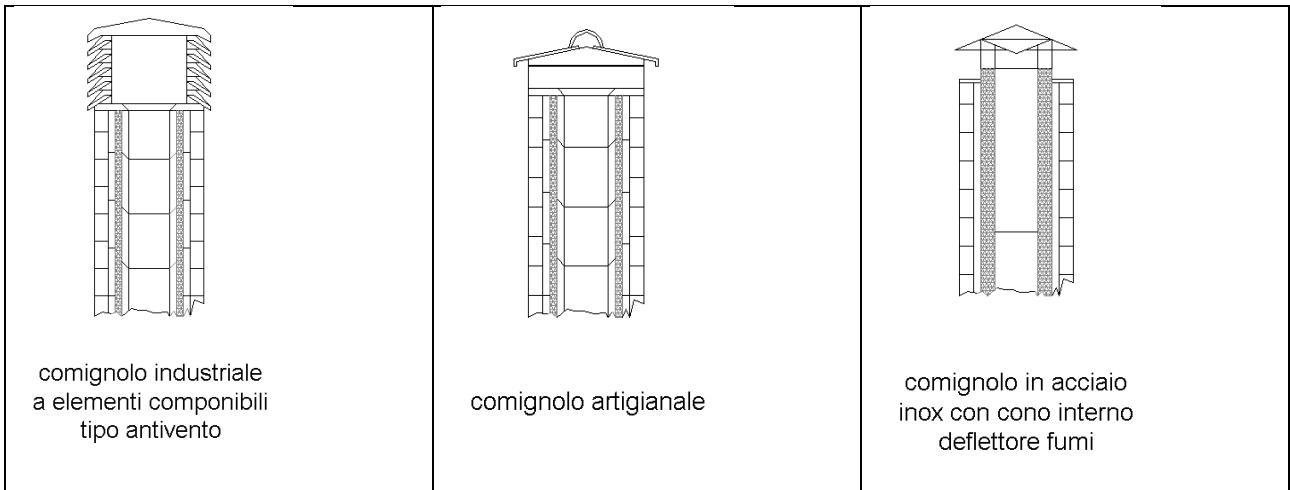 comignolo industriale
a elementi componibili
tipo antivento
comignolo artigianale
comignolo in acciaio
inox con cono interno
deflettore fumi